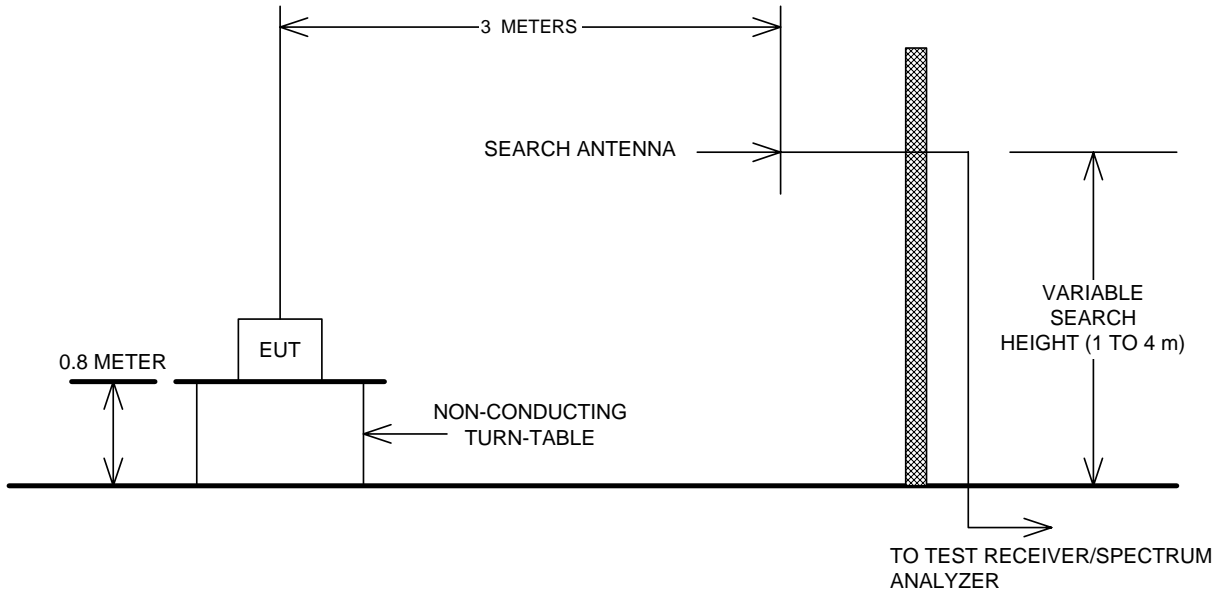 3 METERS
SEARCH ANTENNA
VARIABLE
SEARCH
HEIGHT (1 TO 4 m)
EUT
0.8 METER
NON-CONDUCTING
TURN-TABLE
TO TEST RECEIVER/SPECTRUM
ANALYZER